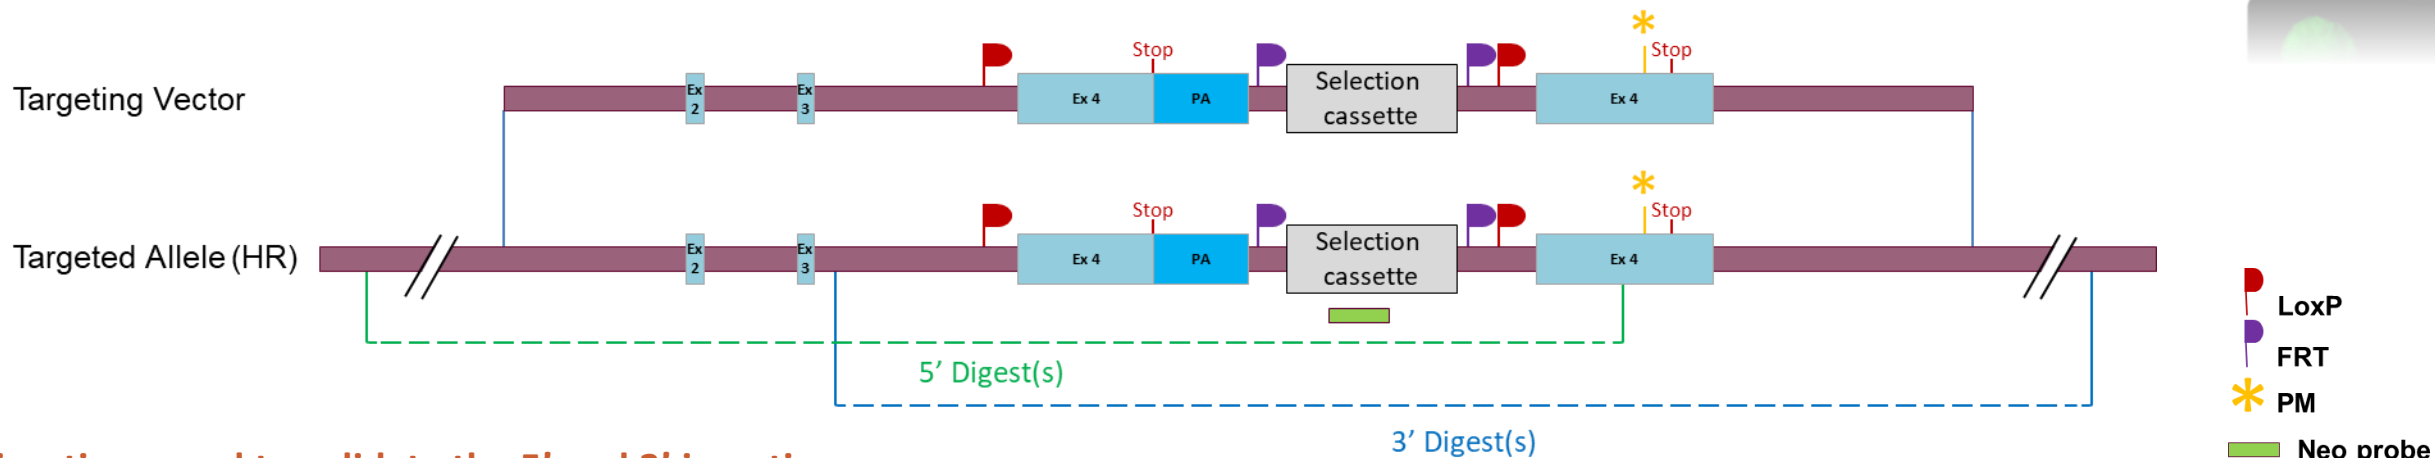 Stop
Stop
Targeting Vector
Ex 2
Ex 3
Ex 4
PA
Selection
cassette
Ex 4
Stop
Stop
Targeted Allele (HR)
Ex 2
Ex 3
Ex 4
PA
Selection
cassette
Ex 4
LoxP
FRT
PM
Neo probe
5’ Digest(s)
3’ Digest(s)